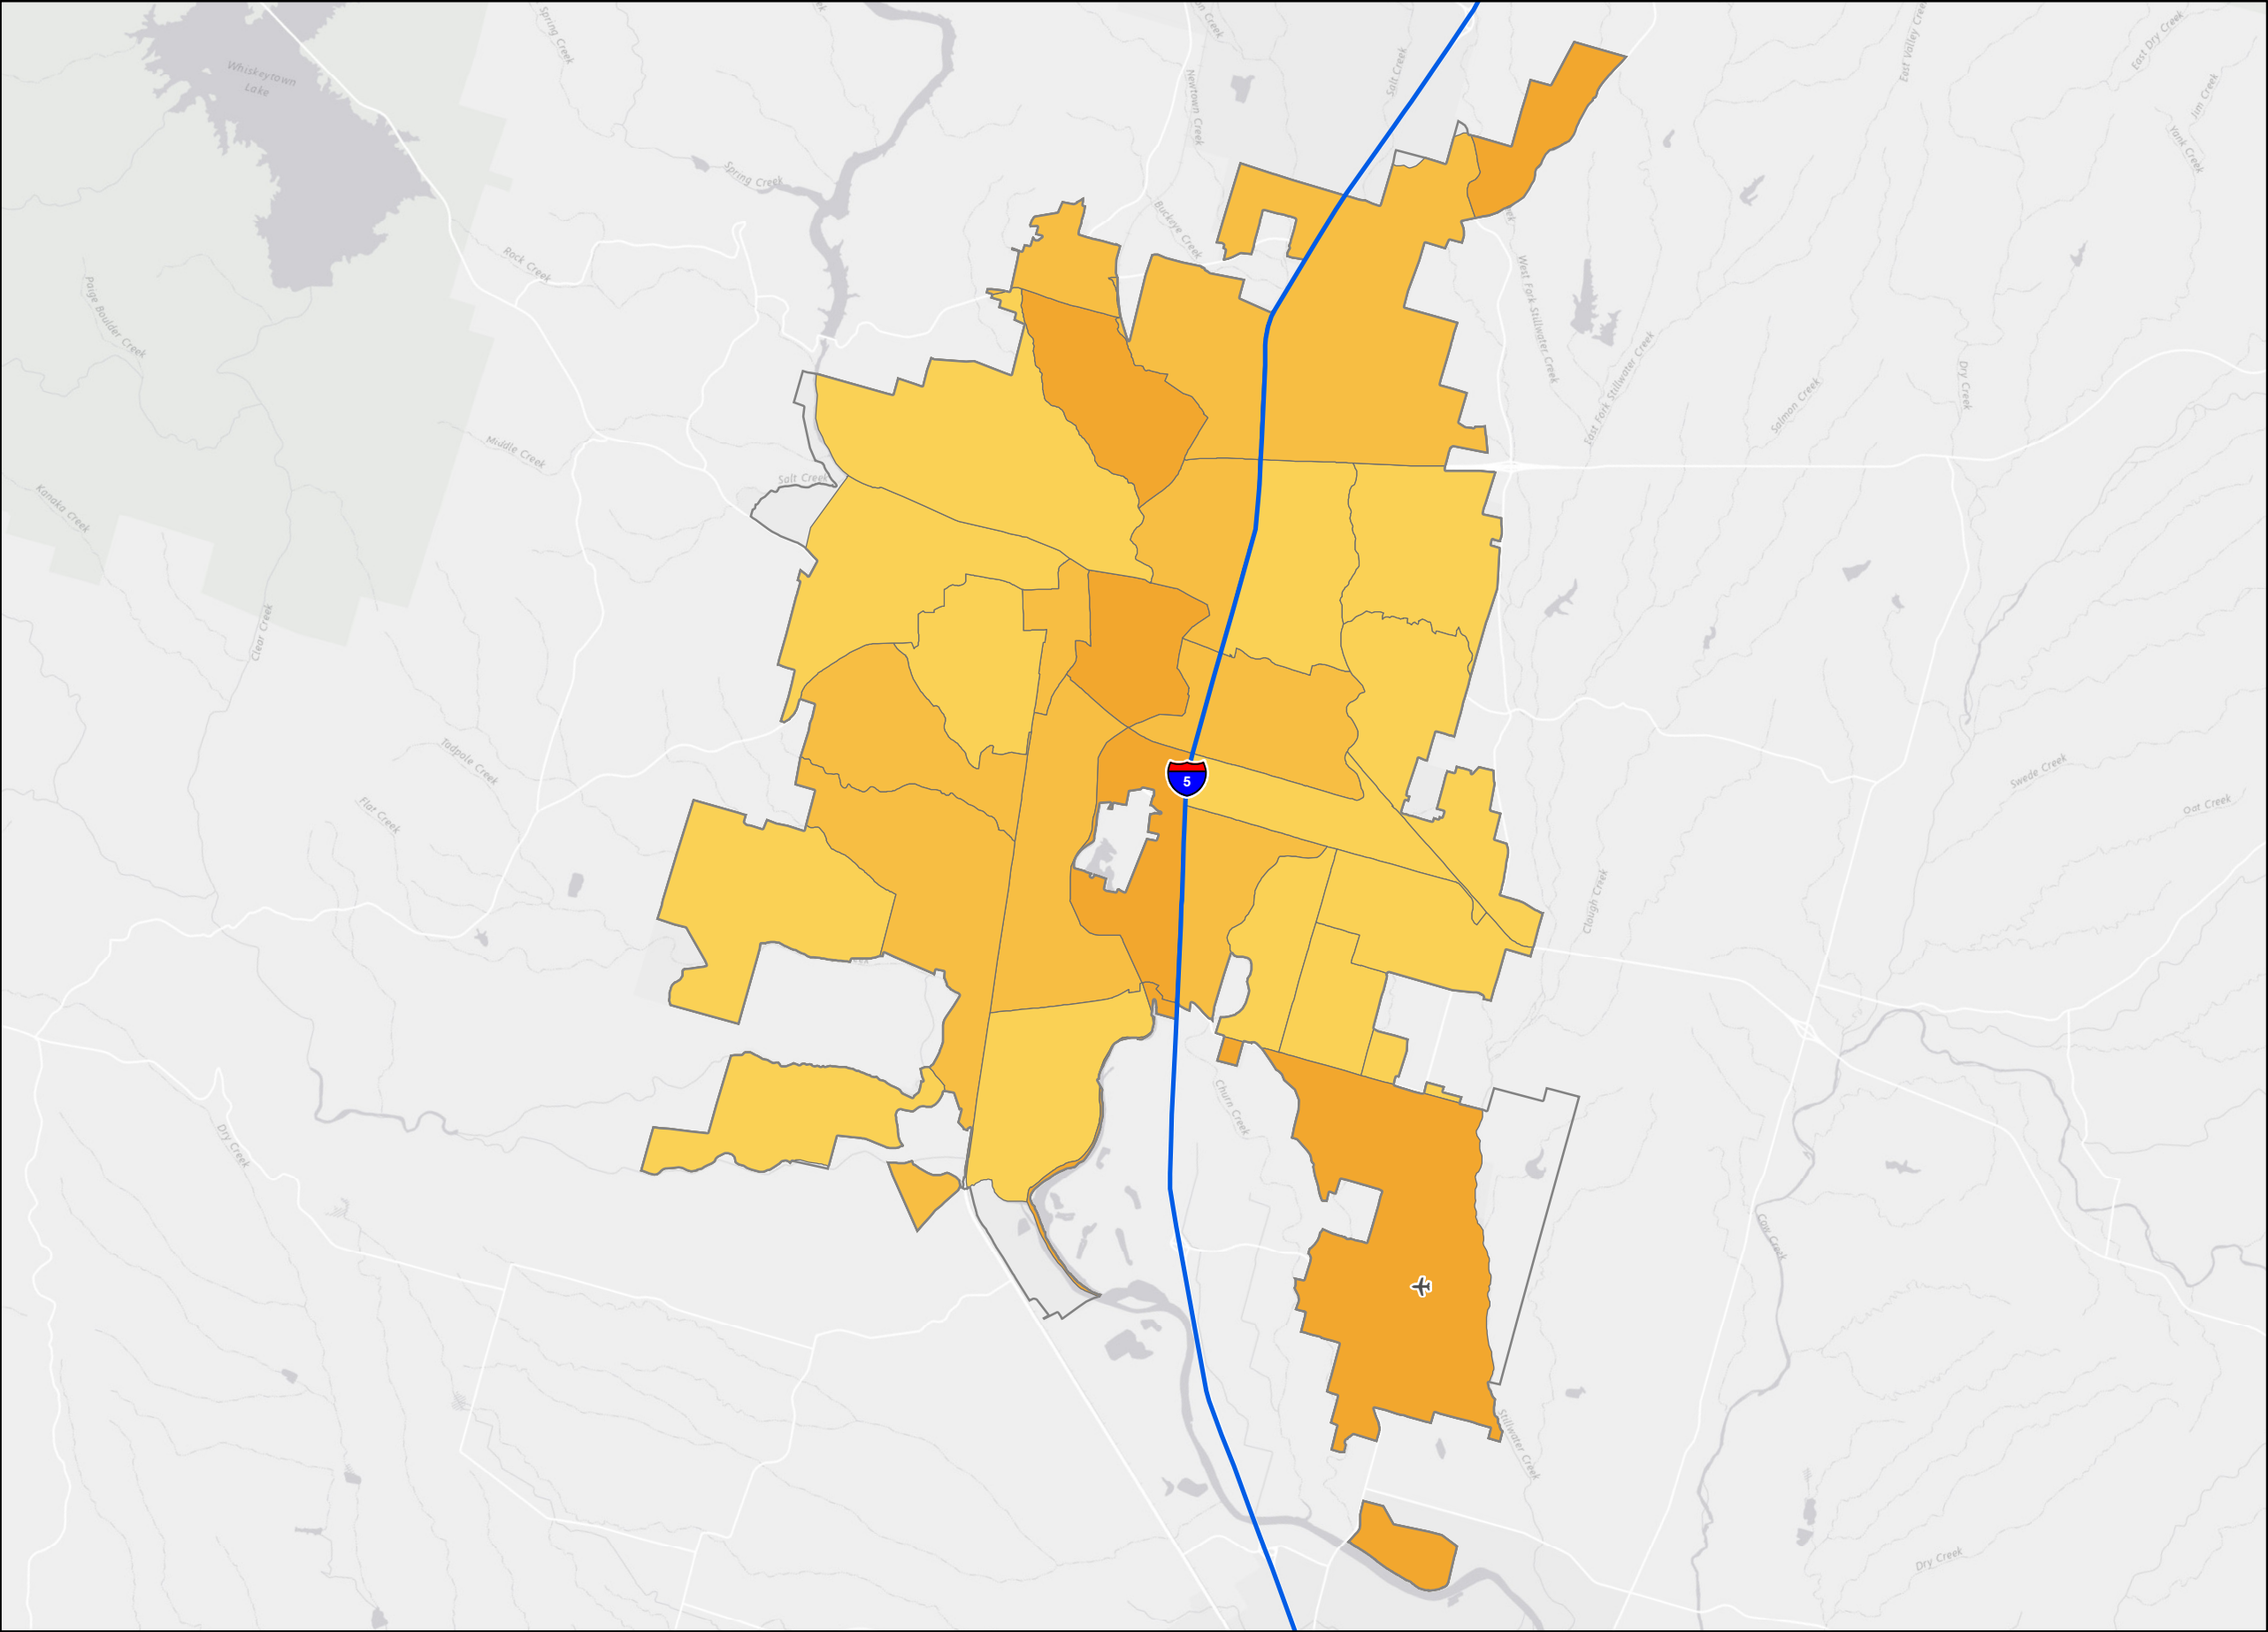 Spring Creek
Salt Creek
East Valley Cree
East Dry Creek
Whiskeytown
Lake
Newtown Creek
Jim Creek
Yank Creek
Spring Creek
Buckeye Creek
Rock Creek
West Fork Stillwater Creek
Paige Boulder Creek
East Fork Stillwater Creek
Dry Creek
Salmon Creek
Middle Creek
Salt Creek
Kanaka Creek
Clear Creek
Tadpole Creek
5
Swede Creek
Oat Creek
Flat Creek
Clough Creek
Churn Creek
Dry Creek
Cow Creek
Stillwater Creek
Dry Creek